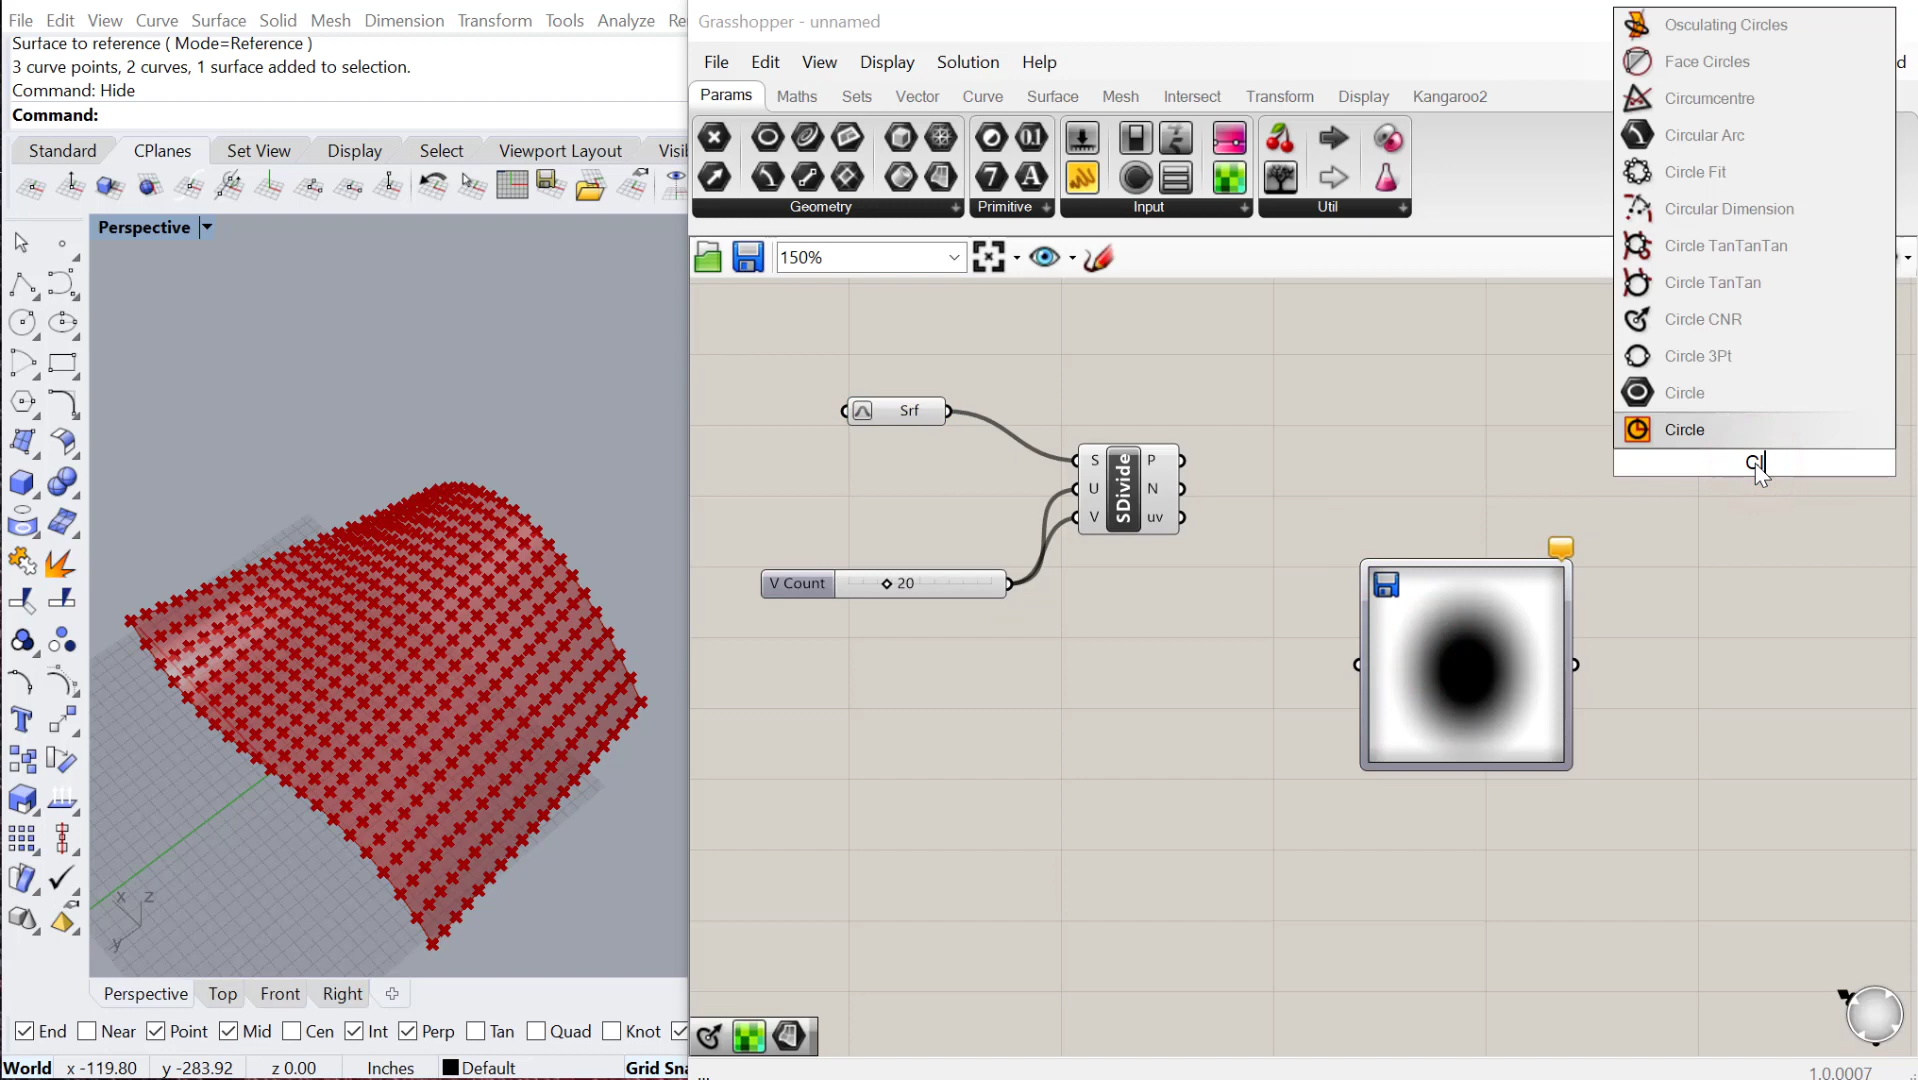 File Edit View Curve Surface Solid Mesh Dimension Transform Tools Analyze Re
Surface to reference ( Mode=Reference )
3 curve points, 2 curves, 1 surface added to selection.
Command: Hide
Command:
Standard CPlanes Set View Display Select Viewport Layout Visi
Perspective
x z
y
Perspective Top Front Right
End Near Point Mid Cen Int Perp Tan Quad Knot
World x -119.80 y -283.92 z 0.00 Inches Default Grid Sna
Grasshopper - unnamed
File Edit View Display Solution Help
Params Maths Sets Vector Curve Surface Mesh Intersect Transform Display Kangaroo2
Geometry Primitive Input Util
150%
Srf
S P
U SDivide N
V uv
V Count 20
Osculating Circles
Face Circles
Circumcentre
Circular Arc
Circle Fit
Circular Dimension
Circle TanTanTan
Circle TanTan
Circle CNR
Circle 3Pt
Circle
Circle
1.0.0007